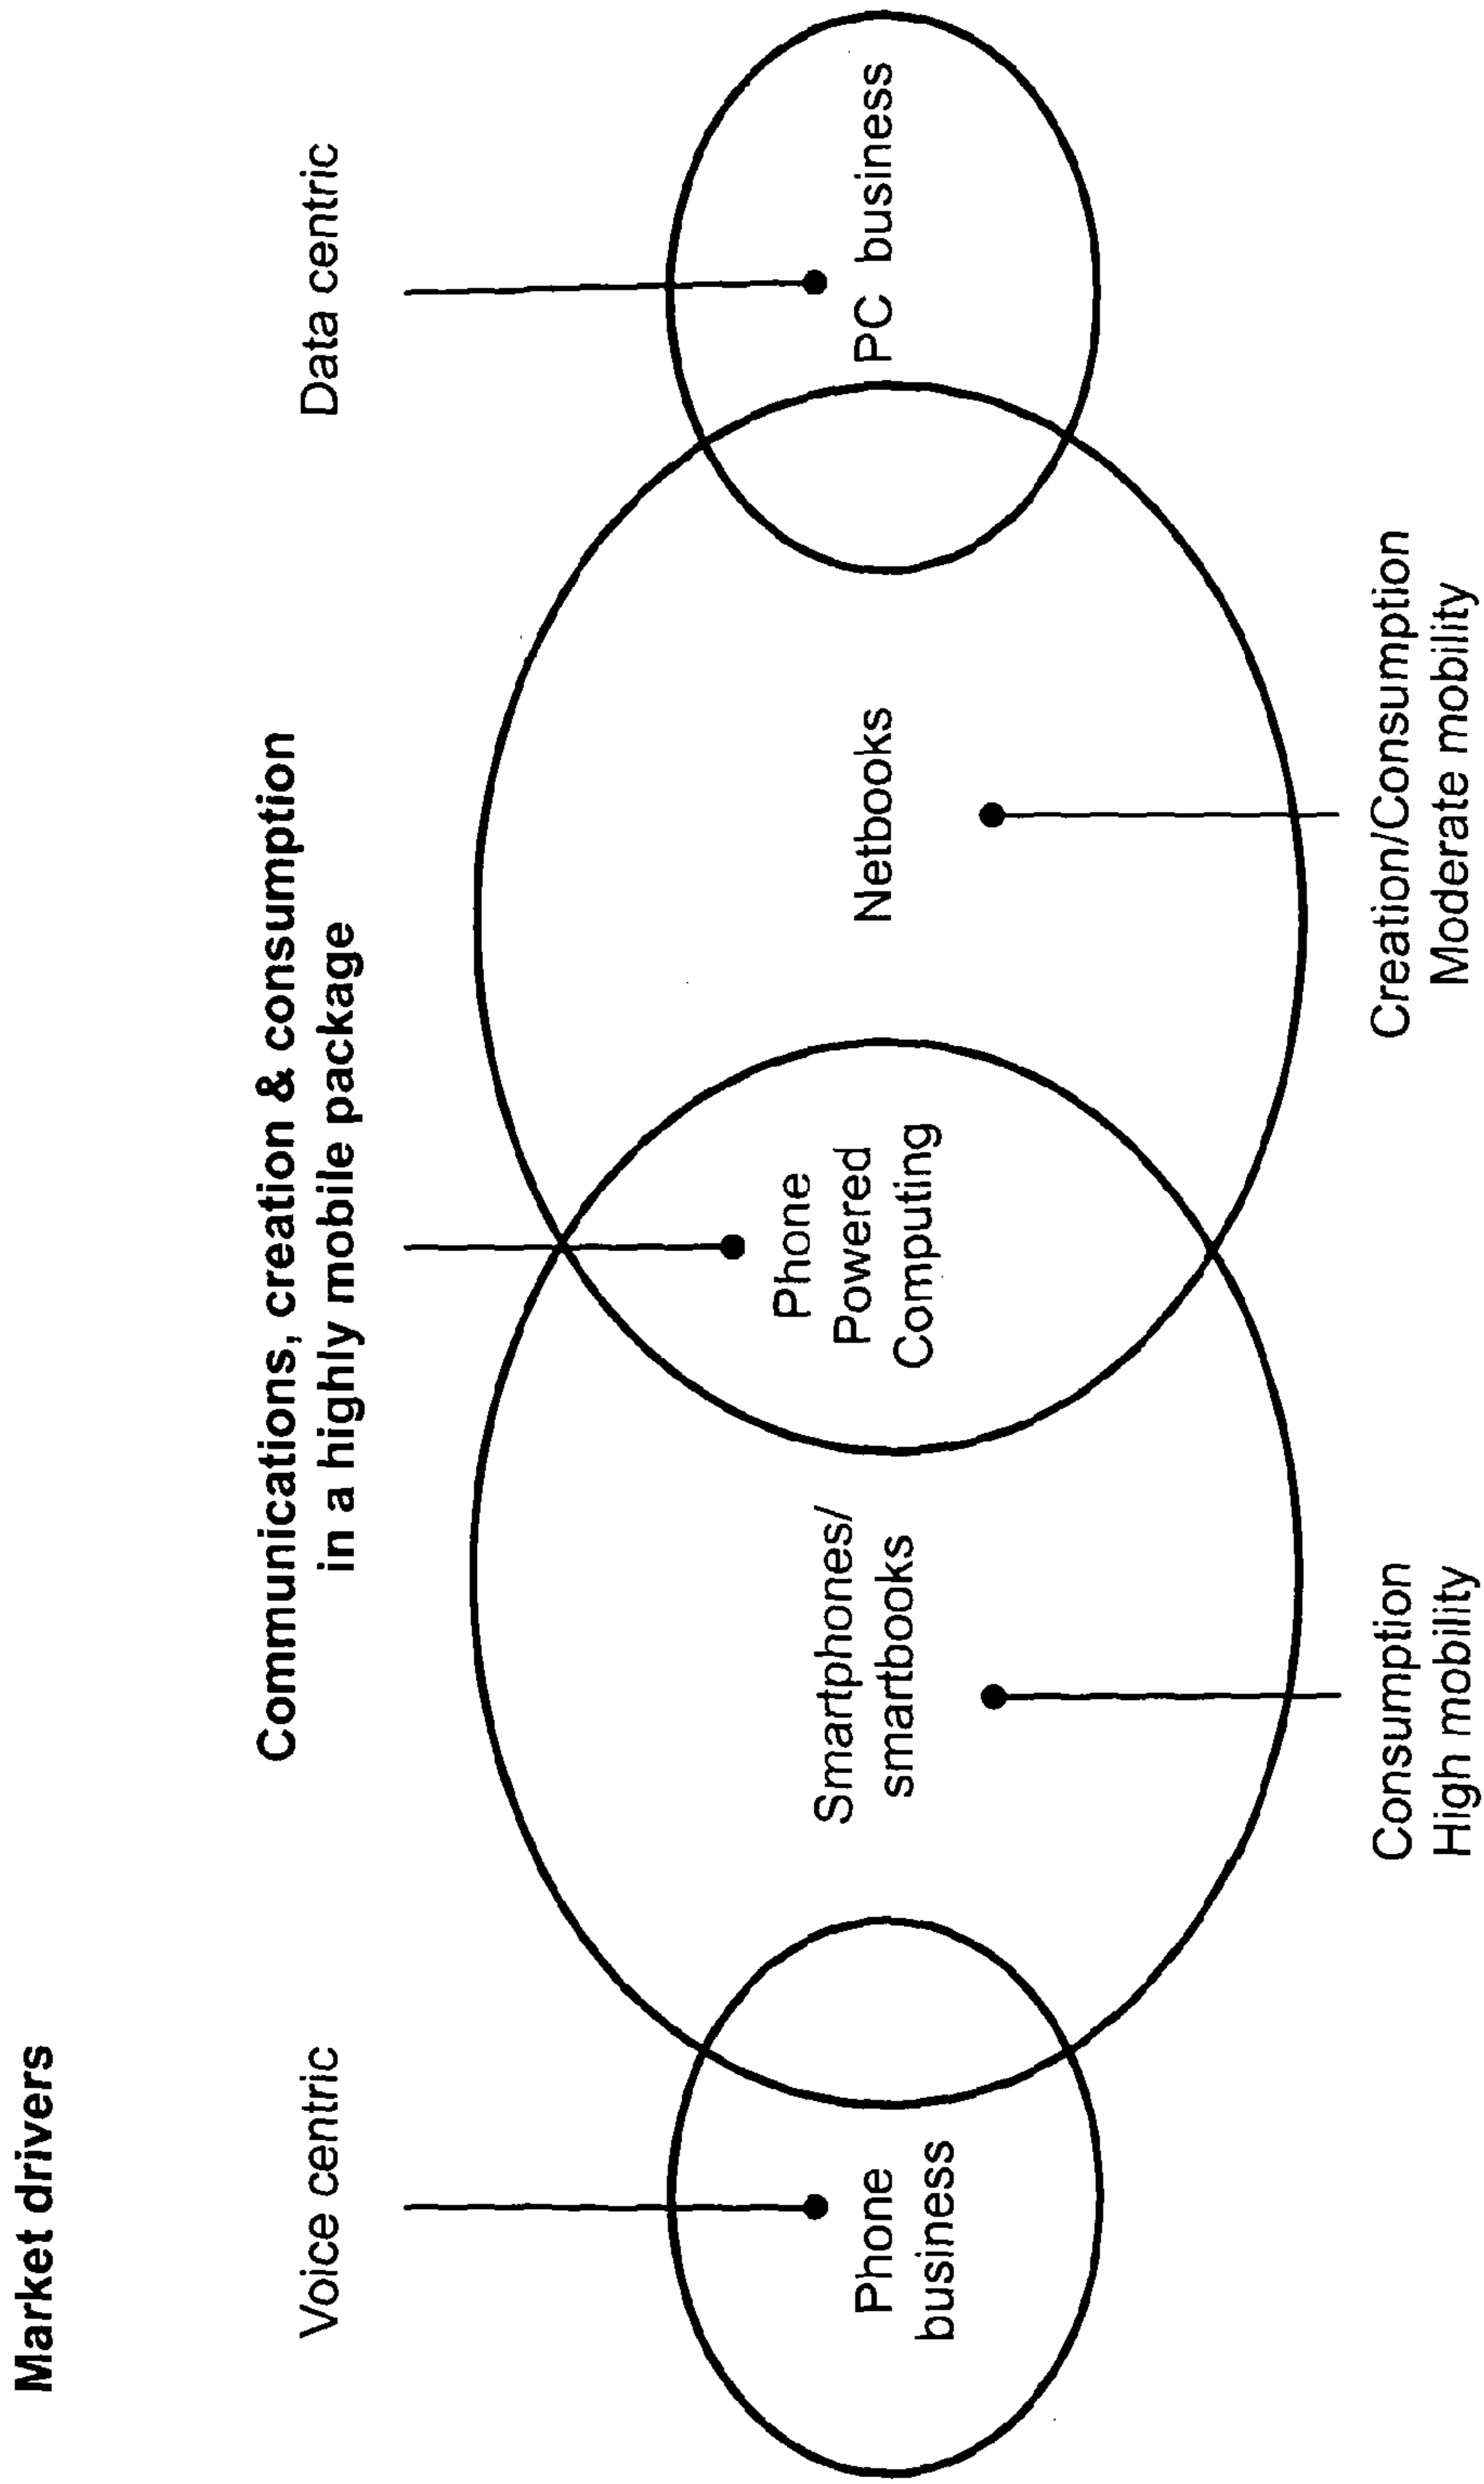 Market drivers
Voice centric
Communications, creation & consumption
in a highly mobile package
Data centric
Phone
business
Smartphones/
smartbooks
Phone
Powered
Computing
Netbooks
PC business
Consumption
High mobility
Creation/Consumption
Moderate mobility